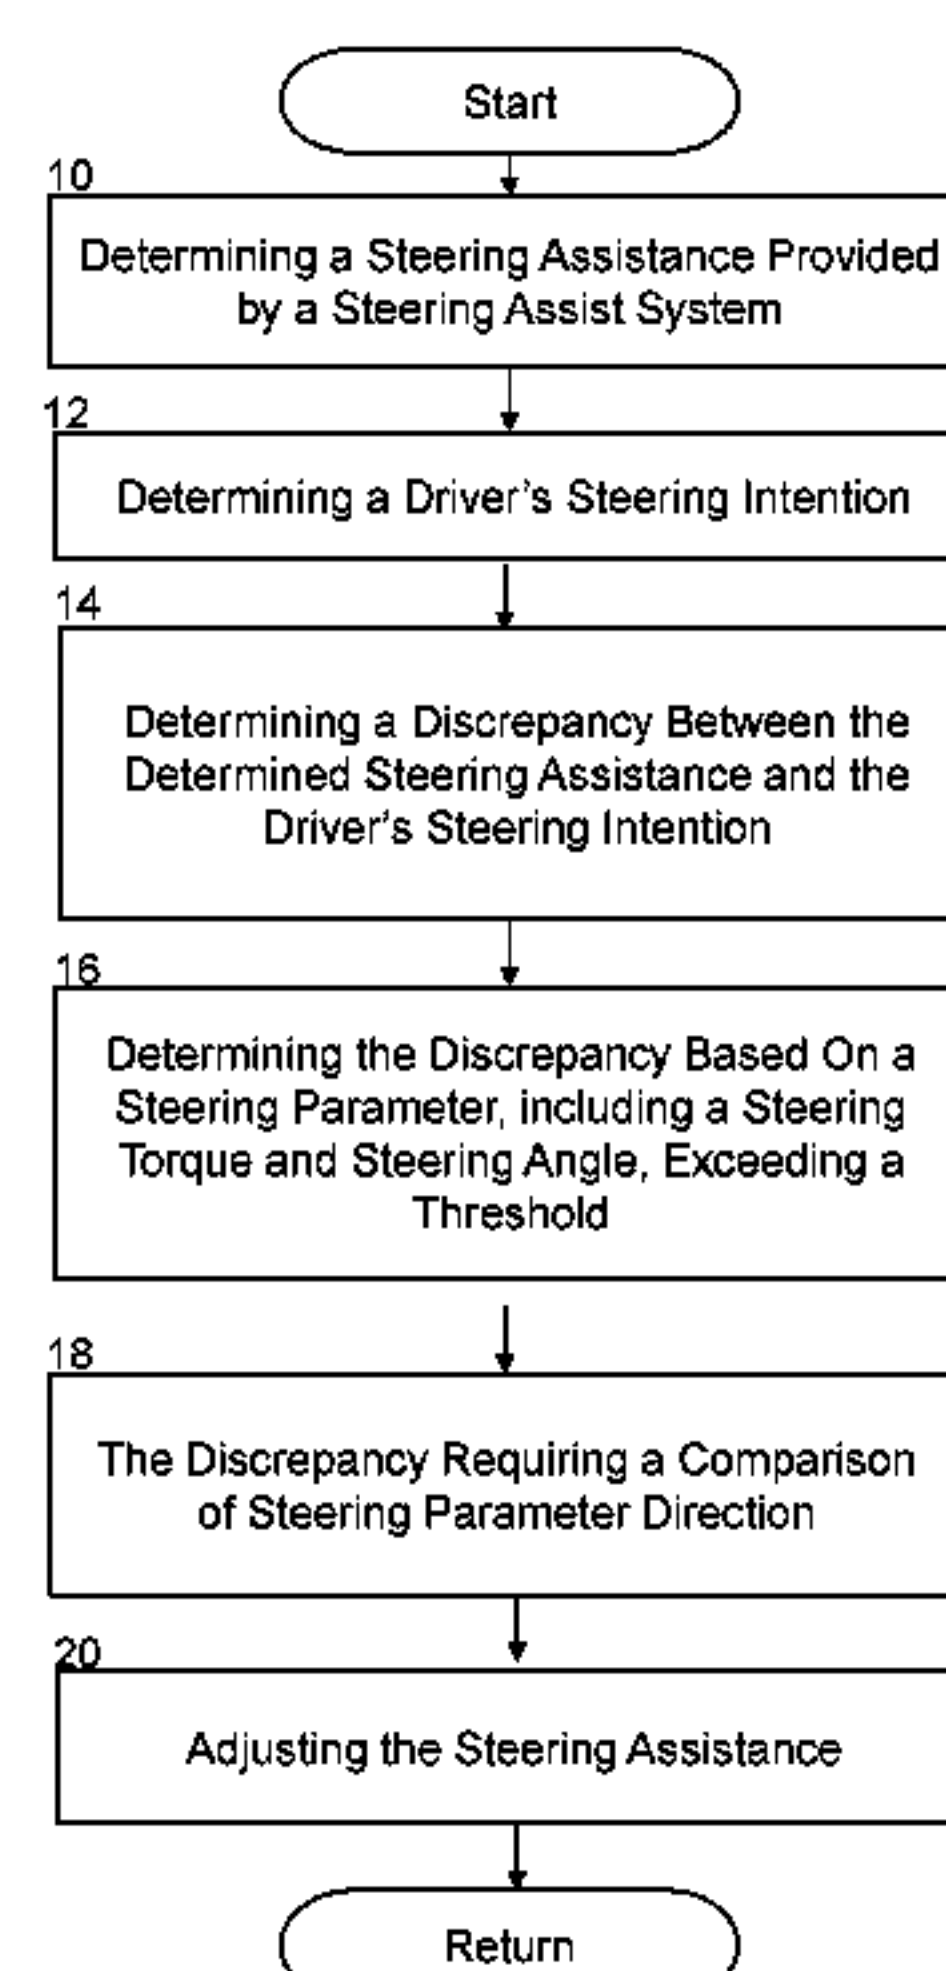 Start
10
Determining a Steering Assistance Provided
by a Steering Assist System
12
Determining a Driver's Steering Intention
14
Determining a Discrepancy Between the
Determined Steering Assistance and the
Driver's Steering Intention
16
Determining the Discrepancy Based On a
Steering Parameter, including a Steering
Torque and Steering Angle, Exceeding a
Threshold
18
The Discrepancy Requiring a Comparison
of Steering Parameter Direction
20
Adjusting the Steering Assistance
Return